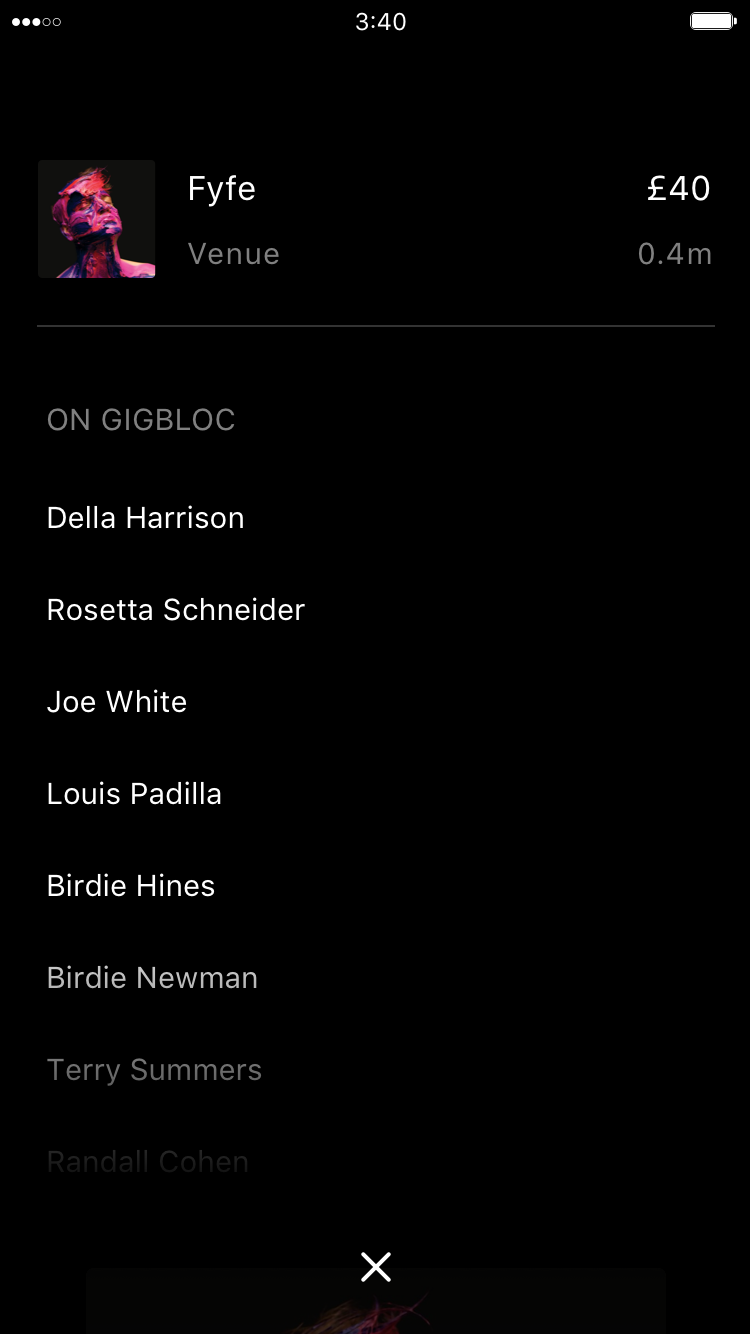 3:40
Fyfe £40
Venue 0.4m
ON GIGBLOC
Della Harrison
Rosetta Schneider
Joe White
Louis Padilla
Birdie Hines
Birdie Newman
Terry Summers
Randall Cohen